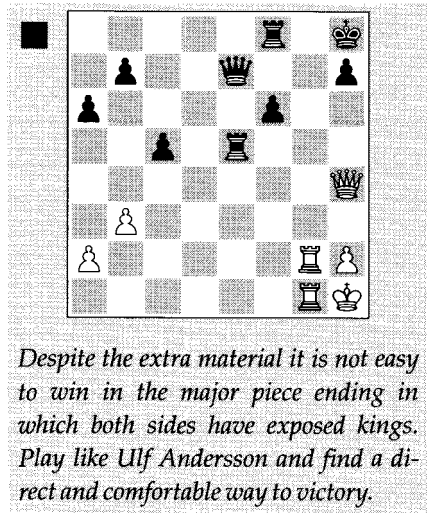 Despite the extra material it is not easy
to win in the major piece ending in
which both sides have exposed kings.
Play like Ulf Andersson and find a di-
rect and comfortable way to victory.